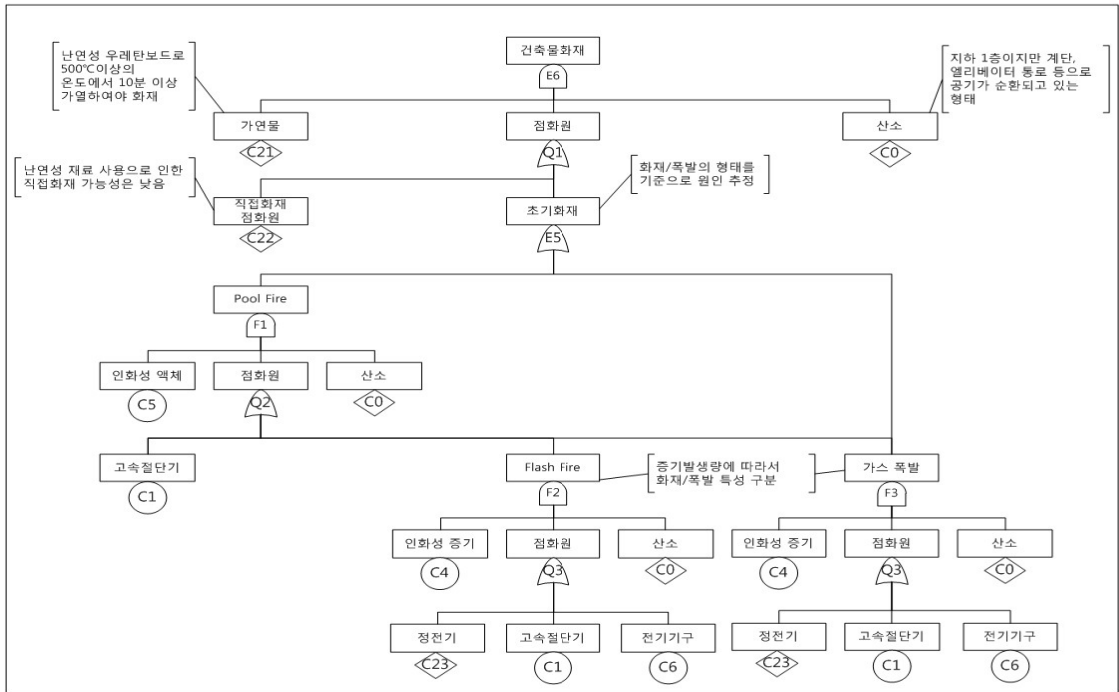 난연성 우레탄보드로
500℃이상의
온도에서 10분 이상
가열하여야 화재
건축물화재
E6
지하 1층이지만 계단,
엘리베이터 통로 등으로
공기가 순환되고 있는
형태
가연물
C21
점화원
Q1
산소
C0
난연성 재료 사용으로 인한
직접화재 가능성은 낮음
화재/폭발의 형태를
기준으로 원인 추정
직접화재
점화원
C22
초기화재
E5
Pool Fire
F1
인화성 액체
C5
점화원
Q2
산소
C0
고속절단기
C1
Flash Fire
F2
증기발생량에 따라서
화재/폭발 특성 구분
가스 폭발
F3
인화성 증기
C4
점화원
Q3
산소
C0
인화성 증기
C4
점화원
Q3
산소
C0
정전기
C23
고속절단기
C1
전기기구
C6
정전기
C23
고속절단기
C1
전기기구
C6